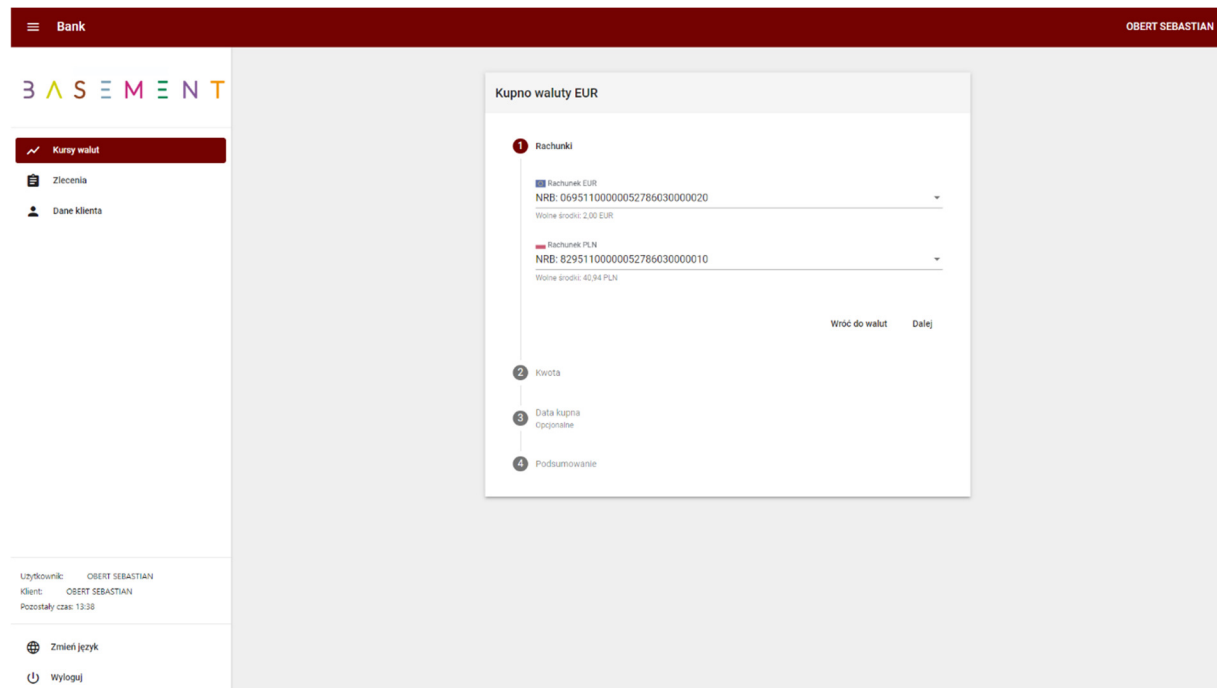 Bank
OBERT SEBASTIAN
BASEMENT
Kursy walut
Zlecenia
Dane klienta
Kupno waluty EUR
1 Rachunki
Rachunek EUR
NRB: 06951100000052786030000020
Wolne środki: 2,00 EUR
Rachunek PLN
NRB: 82951100000052786030000010
Wolne środki: 40,94 PLN
Wróć do walut Dalej
2 Kwota
3 Data kupna
Opcjonalne
4 Podsumowanie
Użytkownik: OBERT SEBASTIAN
Klient: OBERT SEBASTIAN
Pozostały czas: 13:38
Zmień język
Wyloguj